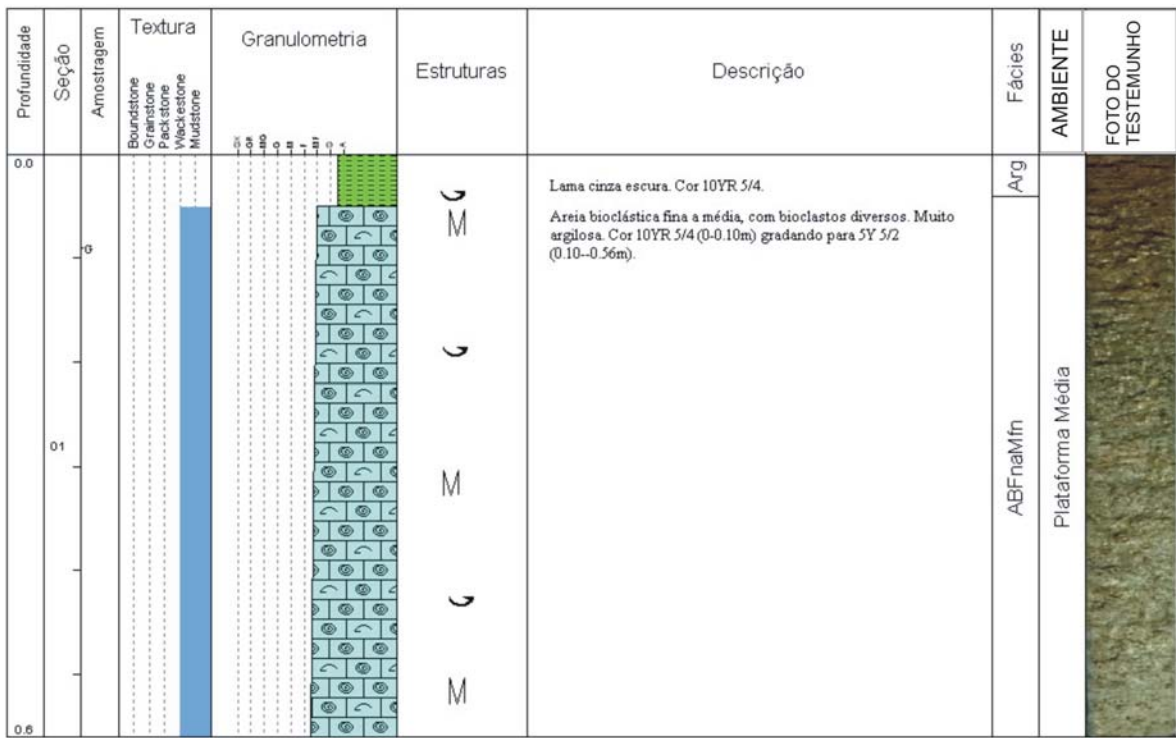 Profundidade
Seção
Amostragem
Textura
Boundstone
Grainstone
Packstone
Wackestone
Mudstone
Granulometria
Estruturas
Descrição
Fácies
AMBIENTE
FOTO DO
TESTEMUNHO
0.0
G
M
Lama cinza escura. Cor 10YR 5/4.
Areia bioclástica fina a média, com bioclastos diversos. Muito
argilosa. Cor 10YR 5/4 (0-0.10m) gradando para 5Y 5/2
(0.10--0.56m).
Arg
G
01
M
ABFnaMfn
Plataforma Média
G
M
0.6